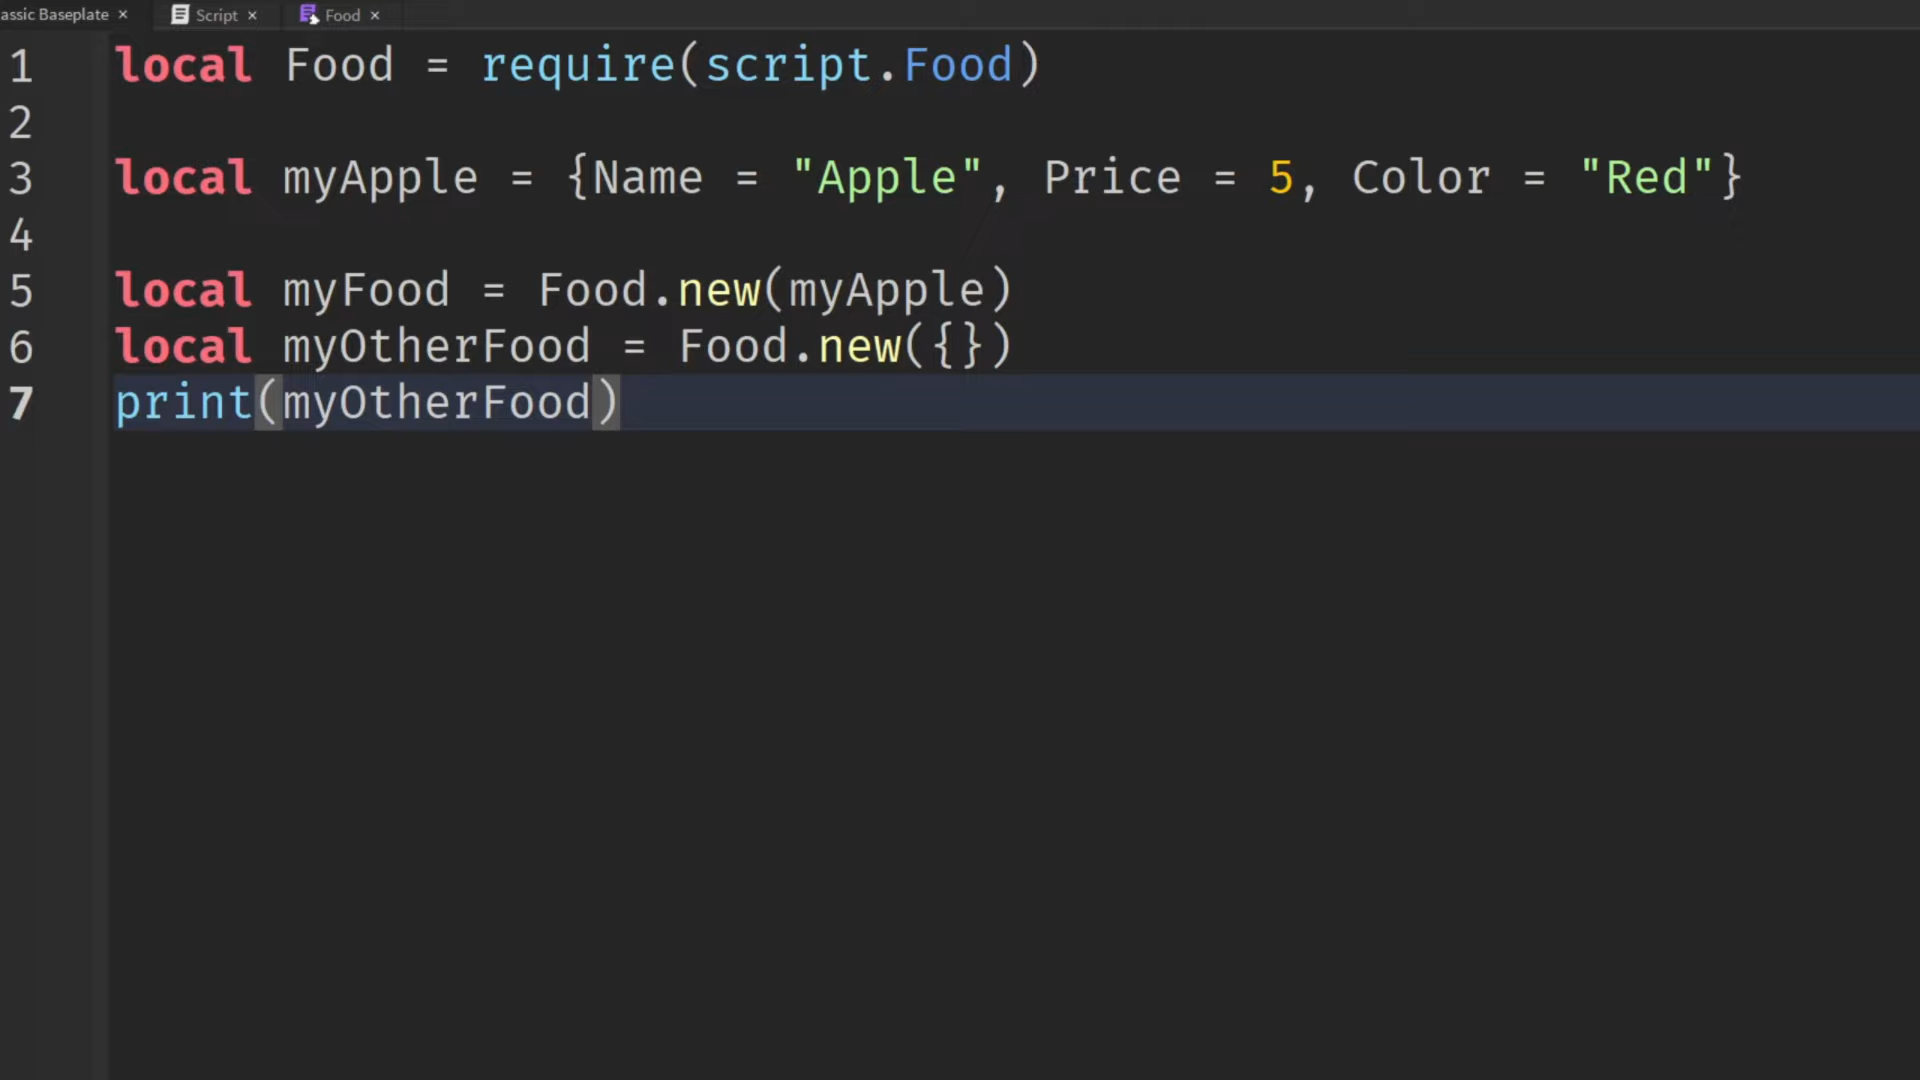 assic Baseplate × Script × Food ×
1 local Food = require(script.Food)
2
3 local myApple = {Name = "Apple", Price = 5, Color = "Red"}
4
5 local myFood = Food.new(myApple)
6 local myOtherFood = Food.new({})
7 print(myOtherFood)